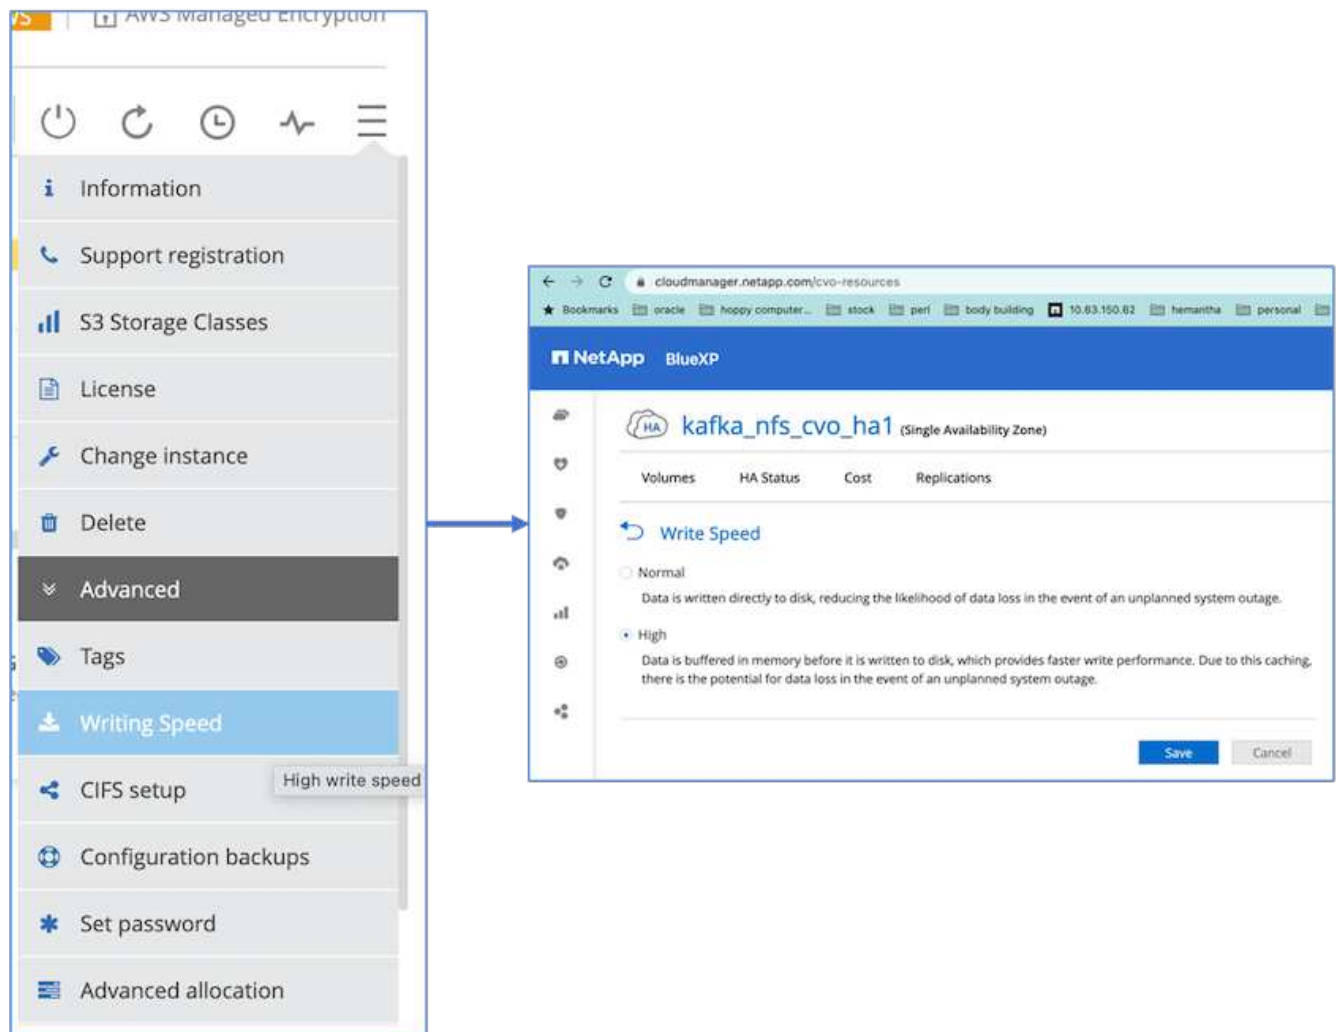 AWS Managed Encryption
Information
Support registration
S3 Storage Classes
License
Change instance
Delete
Advanced
Tags
Writing Speed
High write speed
CIFS setup
Configuration backups
Set password
Advanced allocation
cloudmanager.netapp.com/cvo-resources
Bookmarks oracle hoppy computer... stock perl body building 10.63.150.62 hemantha personal
NetApp BlueXP
HA kafka_nfs_cvo_ha1 (Single Availability Zone)
Volumes HA Status Cost Replications
Write Speed
Normal
Data is written directly to disk, reducing the likelihood of data loss in the event of an unplanned system outage.
High
Data is buffered in memory before it is written to disk, which provides faster write performance. Due to this caching,
there is the potential for data loss in the event of an unplanned system outage.
Save Cancel